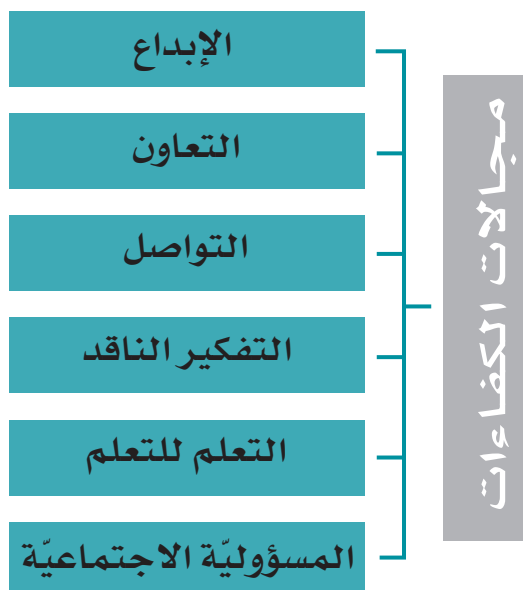 مجالات الكفاءات
الإبداع
التعاون
التواصل
التفكير الناقد
التعلم للتعلم
المسؤوليّة الاجتماعيّة